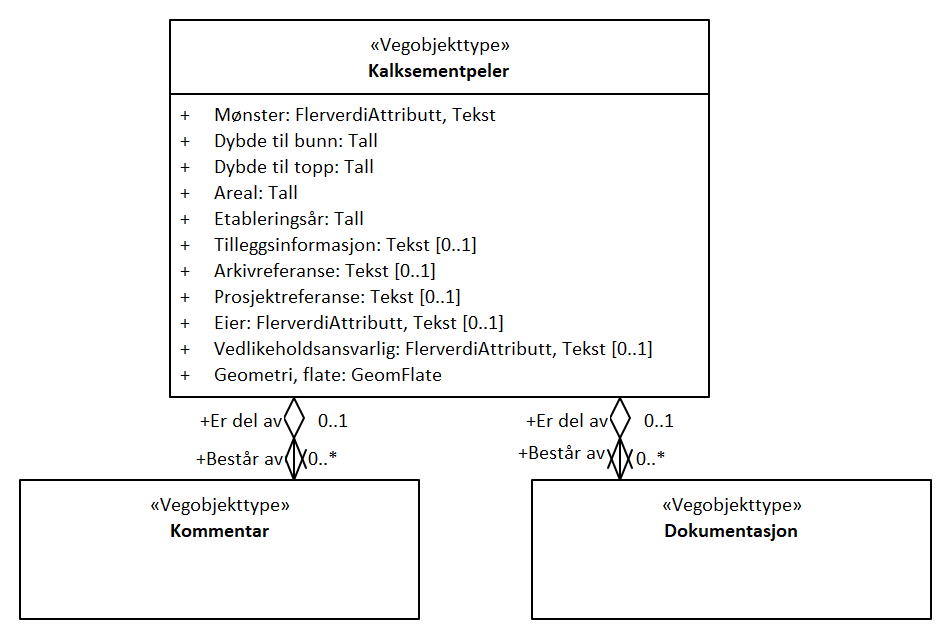 «Vegobjekttype»
Kalksementpeler
+ Mønster: FlerverdiAttributt, Tekst
+ Dybde til bunn: Tall
+ Dybde til topp: Tall
+ Areal: Tall
+ Etableringsår: Tall
+ Tilleggsinformasjon: Tekst [0..1]
+ Arkivreferanse: Tekst [0..1]
+ Prosjektreferanse: Tekst [0..1]
+ Eier: FlerverdiAttributt, Tekst [0..1]
+ Vedlikeholdsansvarlig: FlerverdiAttributt, Tekst [0..1]
+ Geometri, flate: GeomFlate
+Er del av 0..1
+Består av 0..*
+Er del av 0..1
+Består av 0..*
«Vegobjekttype»
Kommentar
«Vegobjekttype»
Dokumentasjon